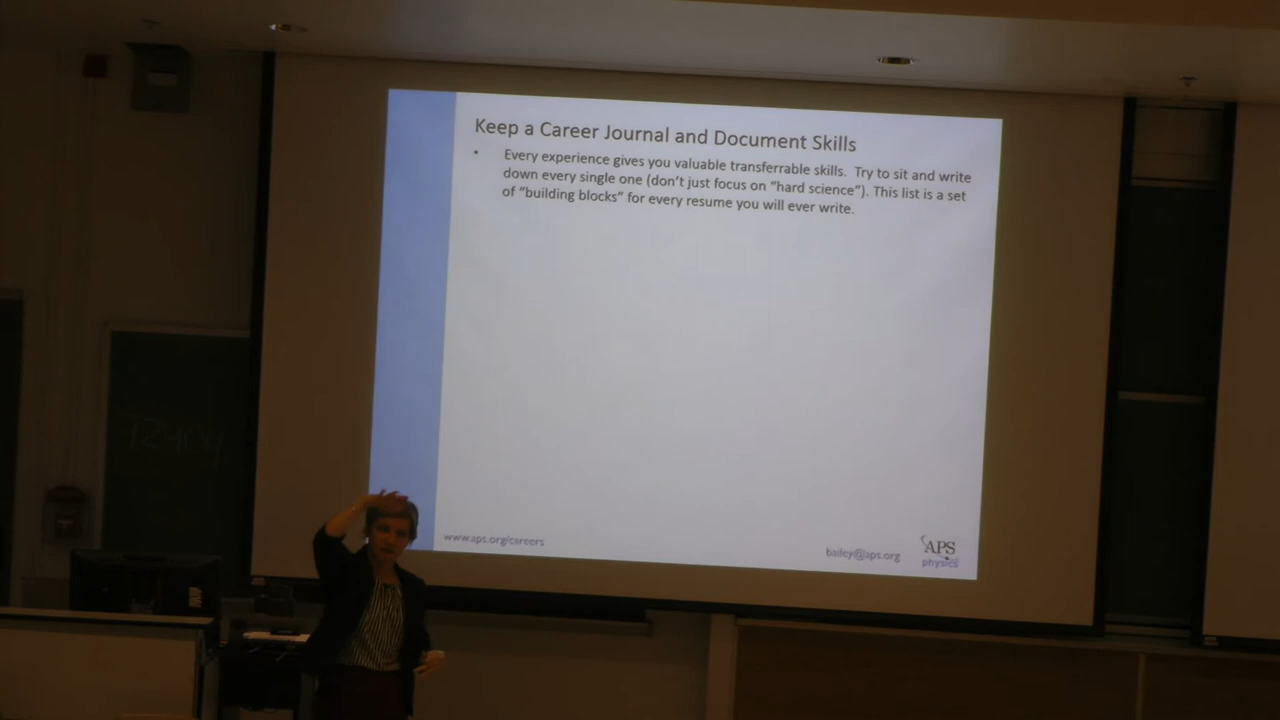 Keep a Career Journal and Document Skills
• Every experience gives you valuable transferrable skills. Try to sit and write
down every single one (don't just focus on "hard science"). This list is a set
of "building blocks" for every resume you will ever write.
www.aps.org/careers
bailey@aps.org
APS
physics